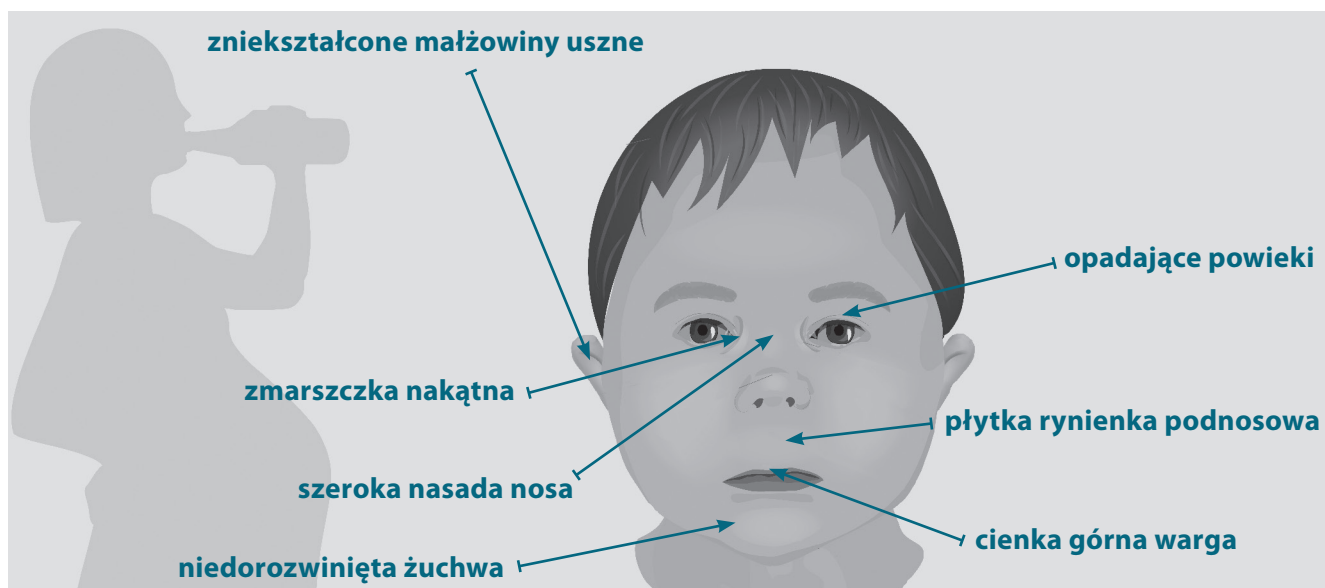 zniekształcone małżowiny uszne
opadające powieki
zmarszczka nakątna
płytka rynienka podnosowa
szeroka nasada nosa
cienka górna warga
niedorozwinięta żuchwa